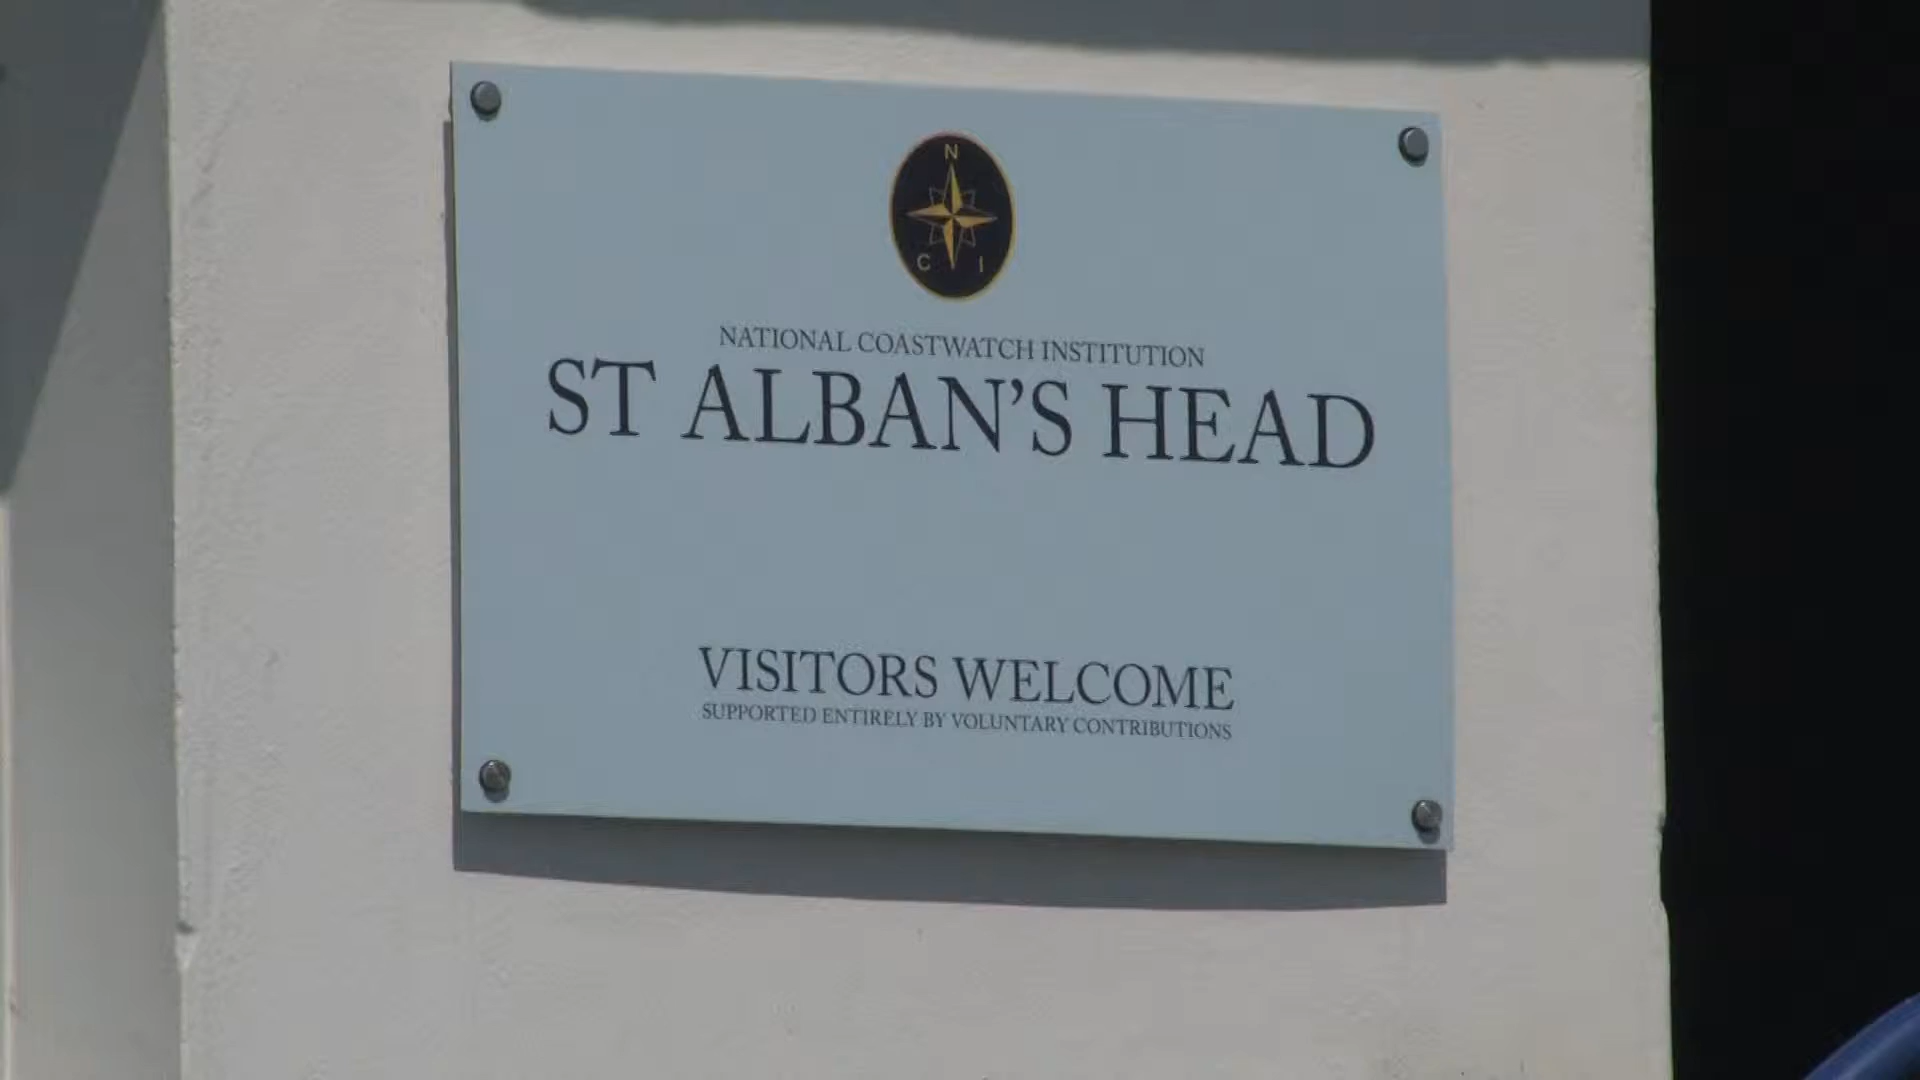 N
C I
NATIONAL COASTWATCH INSTITUTION
ST ALBAN'S HEAD
VISITORS WELCOME
SUPPORTED ENTIRELY BY VOLUNTARY CONTRIBUTIONS